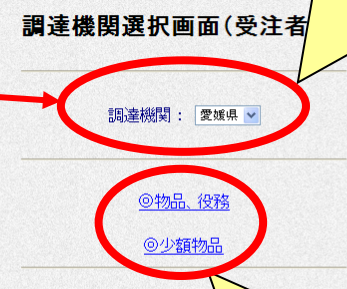 調達機関選択画面(受注者
調達機関： 愛媛県
◎物品、役務
◎少額物品